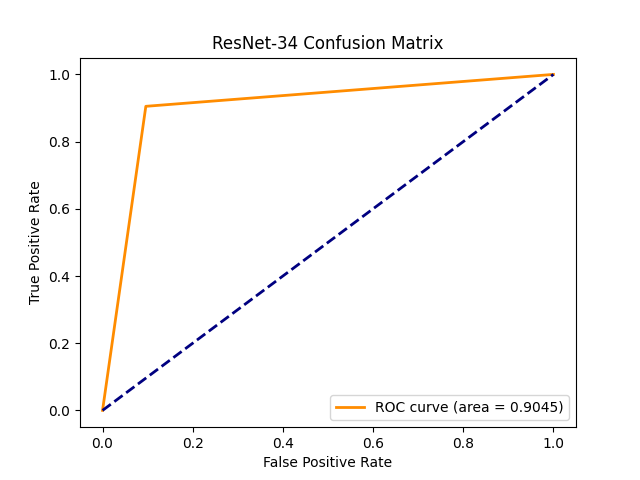 ResNet-34 Confusion Matrix
1.0
0.8
0.6
0.4
0.2
0.0
True Positive Rate
ROC curve (area = 0.9045)
0.0 0.2 0.4 0.6 0.8 1.0
False Positive Rate